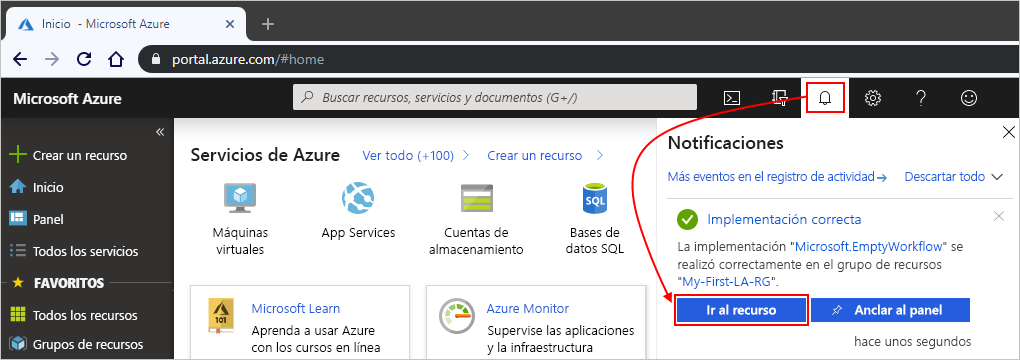 Inicio - Microsoft Azure
portal.azure.com/#home
Microsoft Azure
Buscar recursos, servicios y documentos (G+/)
«
Crear un recurso
Inicio
Panel
Todos los servicios
FAVORITOS
Todos los recursos
Grupos de recursos
Servicios de Azure
Ver todo (+100)
Crear un recurso
Máquinas
virtuales
App Services
Cuentas de
almacenamiento
SQL
Bases de
datos SQL
101
Microsoft Learn
Aprenda a usar Azure
con los cursos en línea
Azure Monitor
Supervise las aplicaciones
y la infraestructura
Notificaciones
Más eventos en el registro de actividad→
Descartar todo
Implementación correcta
La implementación "Microsoft.EmptyWorkflow" se
realizó correctamente en el grupo de recursos
"My-First-LA-RG".
Ir al recurso
Anclar al panel
hace unos segundos